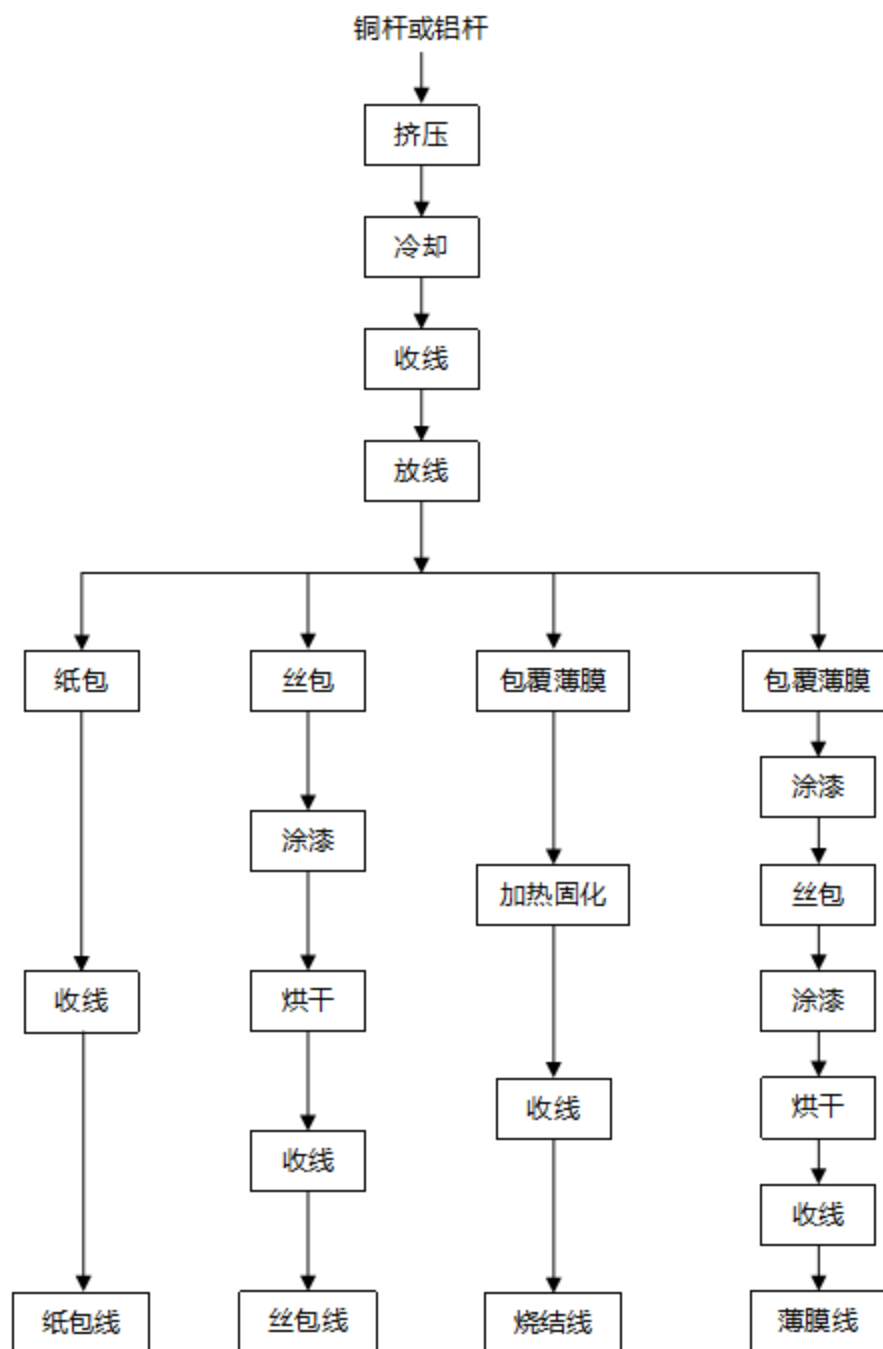 铜杆或铝杆
挤压
冷却
收线
放线
纸包
丝包
包覆薄膜
包覆薄膜
涂漆
涂漆
加热固化
丝包
收线
烘干
涂漆
收线
烘干
收线
收线
纸包线
丝包线
烧结线
薄膜线